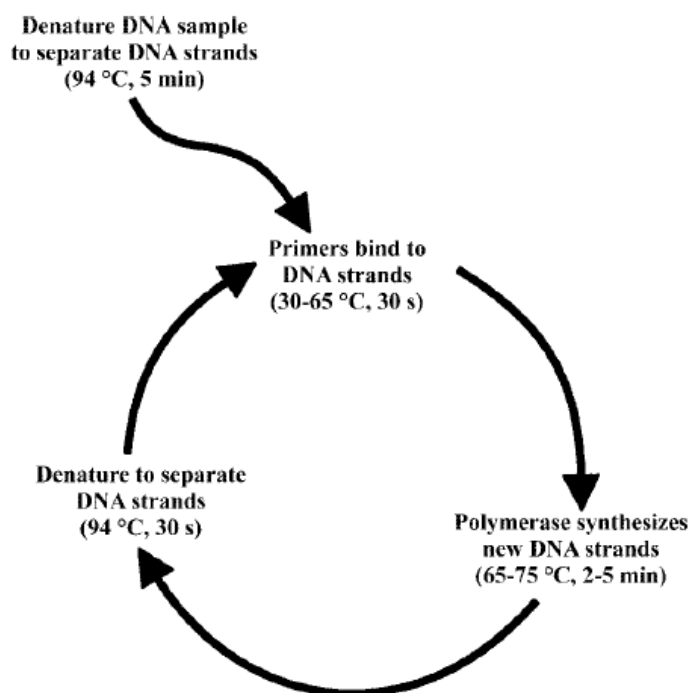 Denature DNA sample
to separate DNA strands
(94 °C, 5 min)
Primers bind to
DNA strands
(30-65 °C, 30 s)
Polymerase synthesizes
new DNA strands
(65-75 °C, 2-5 min)
Denature to separate
DNA strands
(94 °C, 30 s)